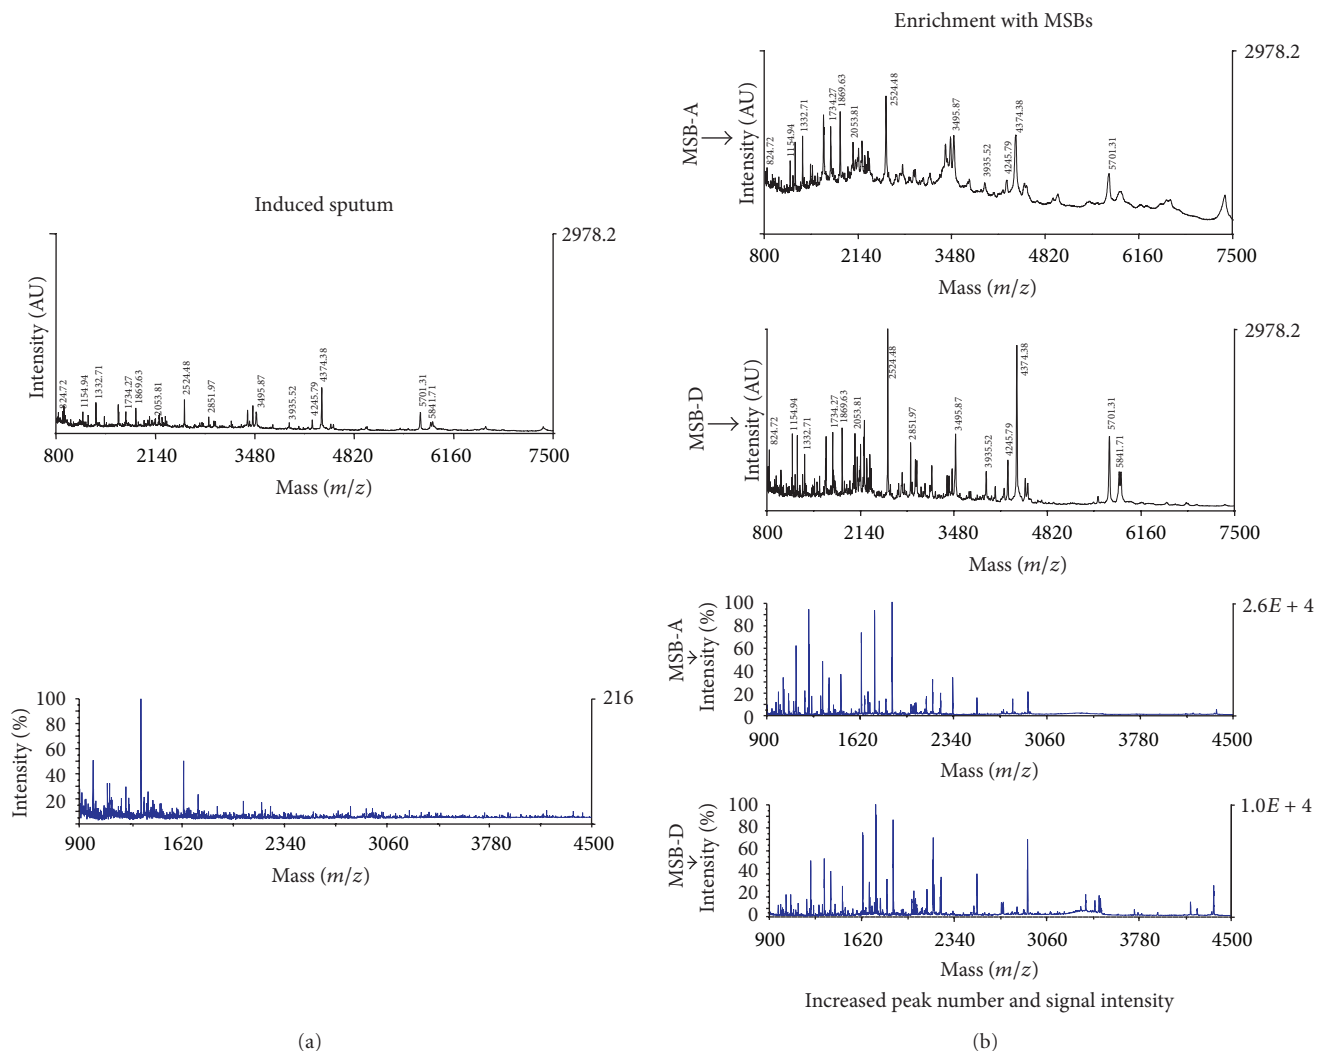 Induced sputum
2978.2
Intensity (AU)
824.72
1154.94
1332.71
1734.27
1869.63
2053.81
2524.48
2851.97
3495.87
3935.52
4245.79
4374.38
5701.31
5841.71
800 2140 3480 4820 6160 7500
Mass (m/z)
216
Intensity (%)
100
80
60
40
20
900 1620 2340 3060 3780 4500
Mass (m/z)
(a)
Enrichment with MSBs
MSB-A
2978.2
Intensity (AU)
824.72
1154.94
1332.71
1734.27
1869.63
2053.81
2524.48
3495.87
3935.52
4245.79
4374.38
5701.31
800 2140 3480 4820 6160 7500
Mass (m/z)
MSB-D
2978.2
Intensity (AU)
824.72
1154.94
1332.71
1734.27
1869.63
2053.81
2524.48
2851.97
3495.87
3935.52
4245.79
4374.38
5701.31
5841.71
800 2140 3480 4820 6160 7500
Mass (m/z)
MSB-A
2.6E + 4
Intensity (%)
100
80
60
40
20
0
900 1620 2340 3060 3780 4500
Mass (m/z)
MSB-D
1.0E + 4
Intensity (%)
100
80
60
40
20
0
900 1620 2340 3060 3780 4500
Mass (m/z)
Increased peak number and signal intensity
(b)